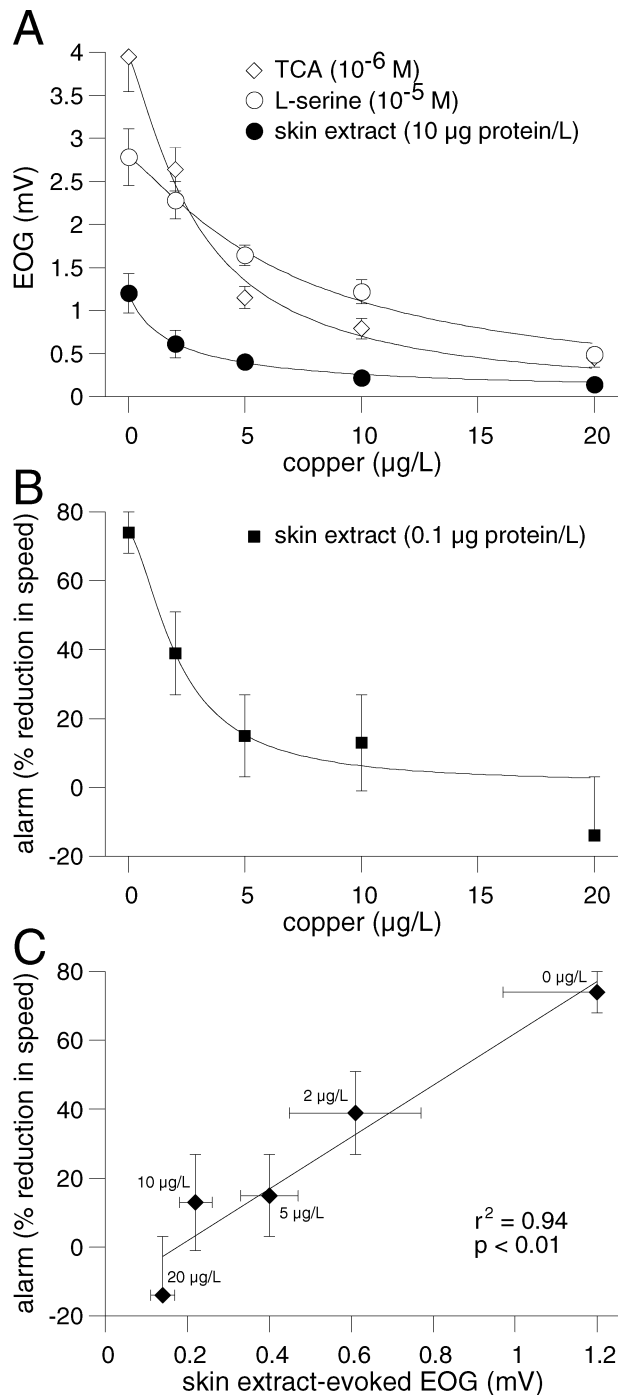 A
4
3.5
3
2.5
2
1.5
1
0.5
0
EOG (mV)
TCA (10-6 M)
L-serine (10-5 M)
skin extract (10 µg protein/L)
0 5 10 15 20
copper (µg/L)
B
80
60
40
20
0
-20
alarm (% reduction in speed)
skin extract (0.1 µg protein/L)
0 5 10 15 20
copper (µg/L)
C
80
60
40
20
0
-20
alarm (% reduction in speed)
0 µg/L
2 µg/L
10 µg/L
5 µg/L
20 µg/L
r2 = 0.94
p < 0.01
0 0.2 0.4 0.6 0.8 1 1.2
skin extract-evoked EOG (mV)